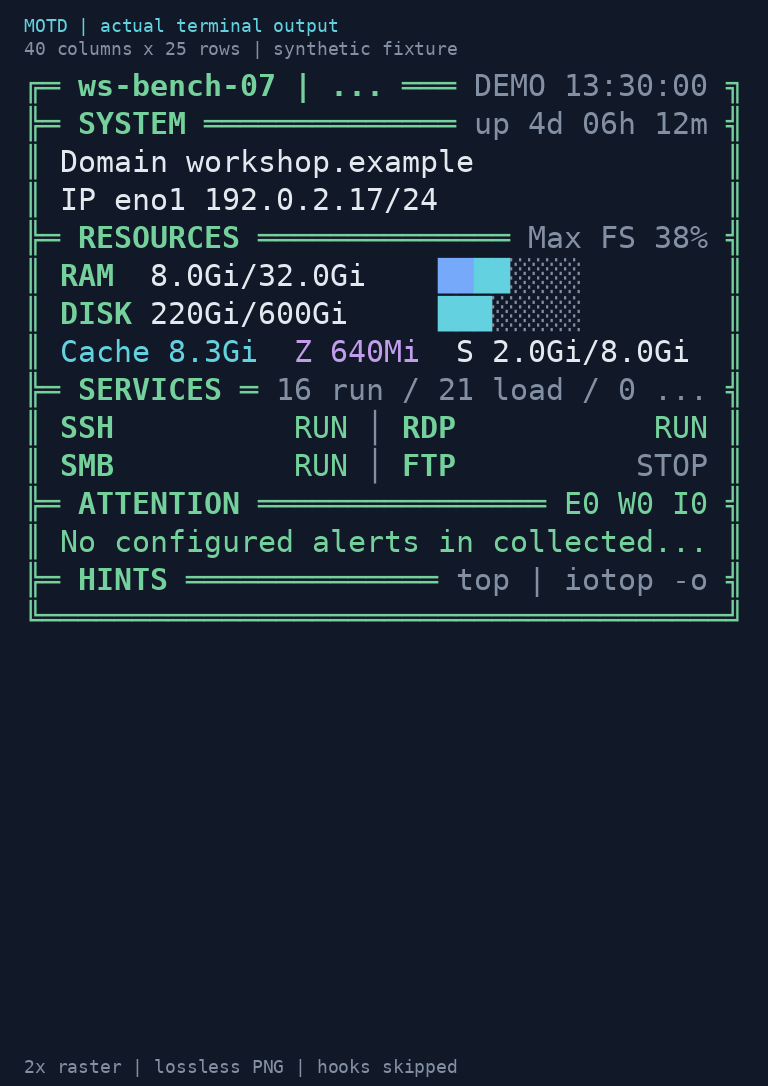 MOTD | actual terminal output
40 columns x 25 rows | synthetic fixture
ws-bench-07 | ... DEMO 13:30:00
SYSTEM up 4d 06h 12m
Domain workshop.example
IP eno1 192.0.2.17/24
RESOURCES Max FS 38%
RAM 8.0Gi/32.0Gi
DISK 220Gi/600Gi
Cache 8.3Gi Z 640Mi S 2.0Gi/8.0Gi
SERVICES 16 run / 21 load / 0 ...
SSH RUN │ RDP RUN
SMB RUN │ FTP STOP
ATTENTION E0 W0 I0
No configured alerts in collected...
HINTS top | iotop -o
2x raster | lossless PNG | hooks skipped